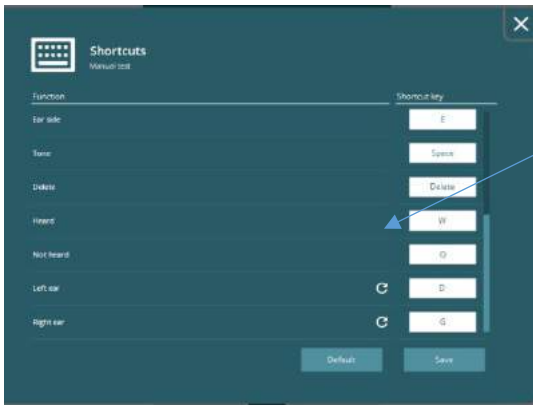 Shortcuts
Manual test
Function Shortcut key
Ear side E
Tone Space
Delete Delete
Heard W
Not heard Q
Left ear D
Right ear G
Default Save